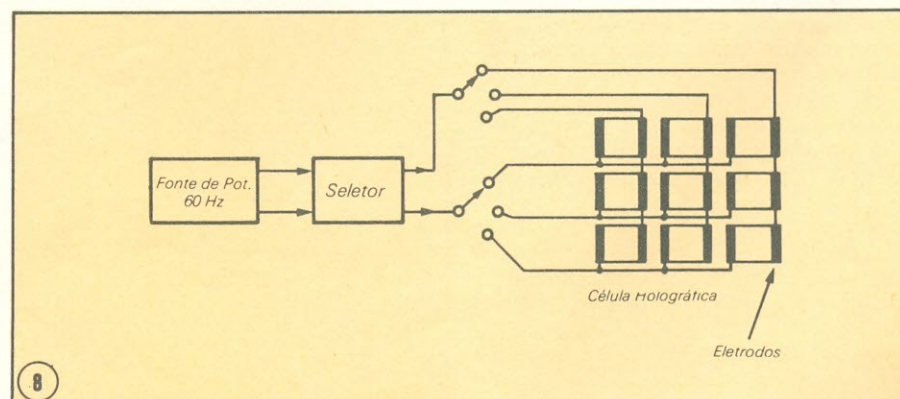 Fonte de Pot.
60 Hz
Seletor
Célula Holográfica
Eletrodos
8